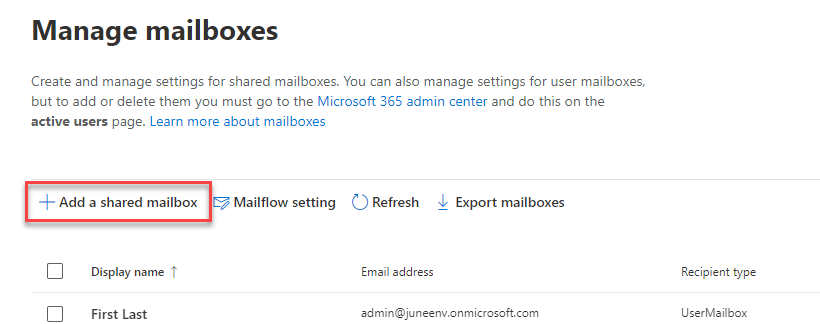 Manage mailboxes
Create and manage settings for shared mailboxes. You can also manage settings for user mailboxes,
but to add or delete them you must go to the Microsoft 365 admin center and do this on the
active users page. Learn more about mailboxes
Add a shared mailbox Mailflow setting Refresh Export mailboxes
Display name ↑ Email address Recipient type
First Last admin@juneenv.onmicrosoft.com UserMailbox